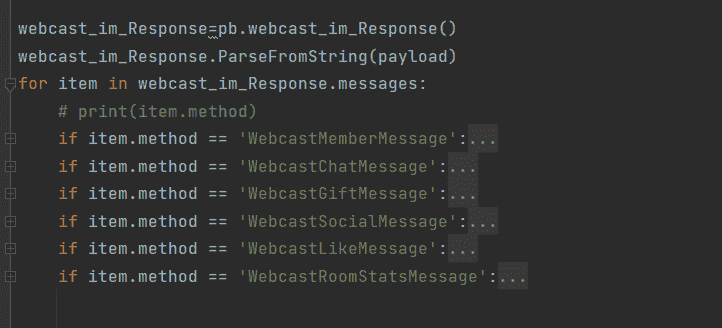 webcast_im_Response=pb.webcast_im_Response()
webcast_im_Response.ParseFromString(payload)
for item in webcast_im_Response.messages:
    # print(item.method)
    if item.method == 'WebcastMemberMessage':...
    if item.method == 'WebcastChatMessage':...
    if item.method == 'WebcastGiftMessage':...
    if item.method == 'WebcastSocialMessage':...
    if item.method == 'WebcastLikeMessage':...
    if item.method == 'WebcastRoomStatsMessage':...